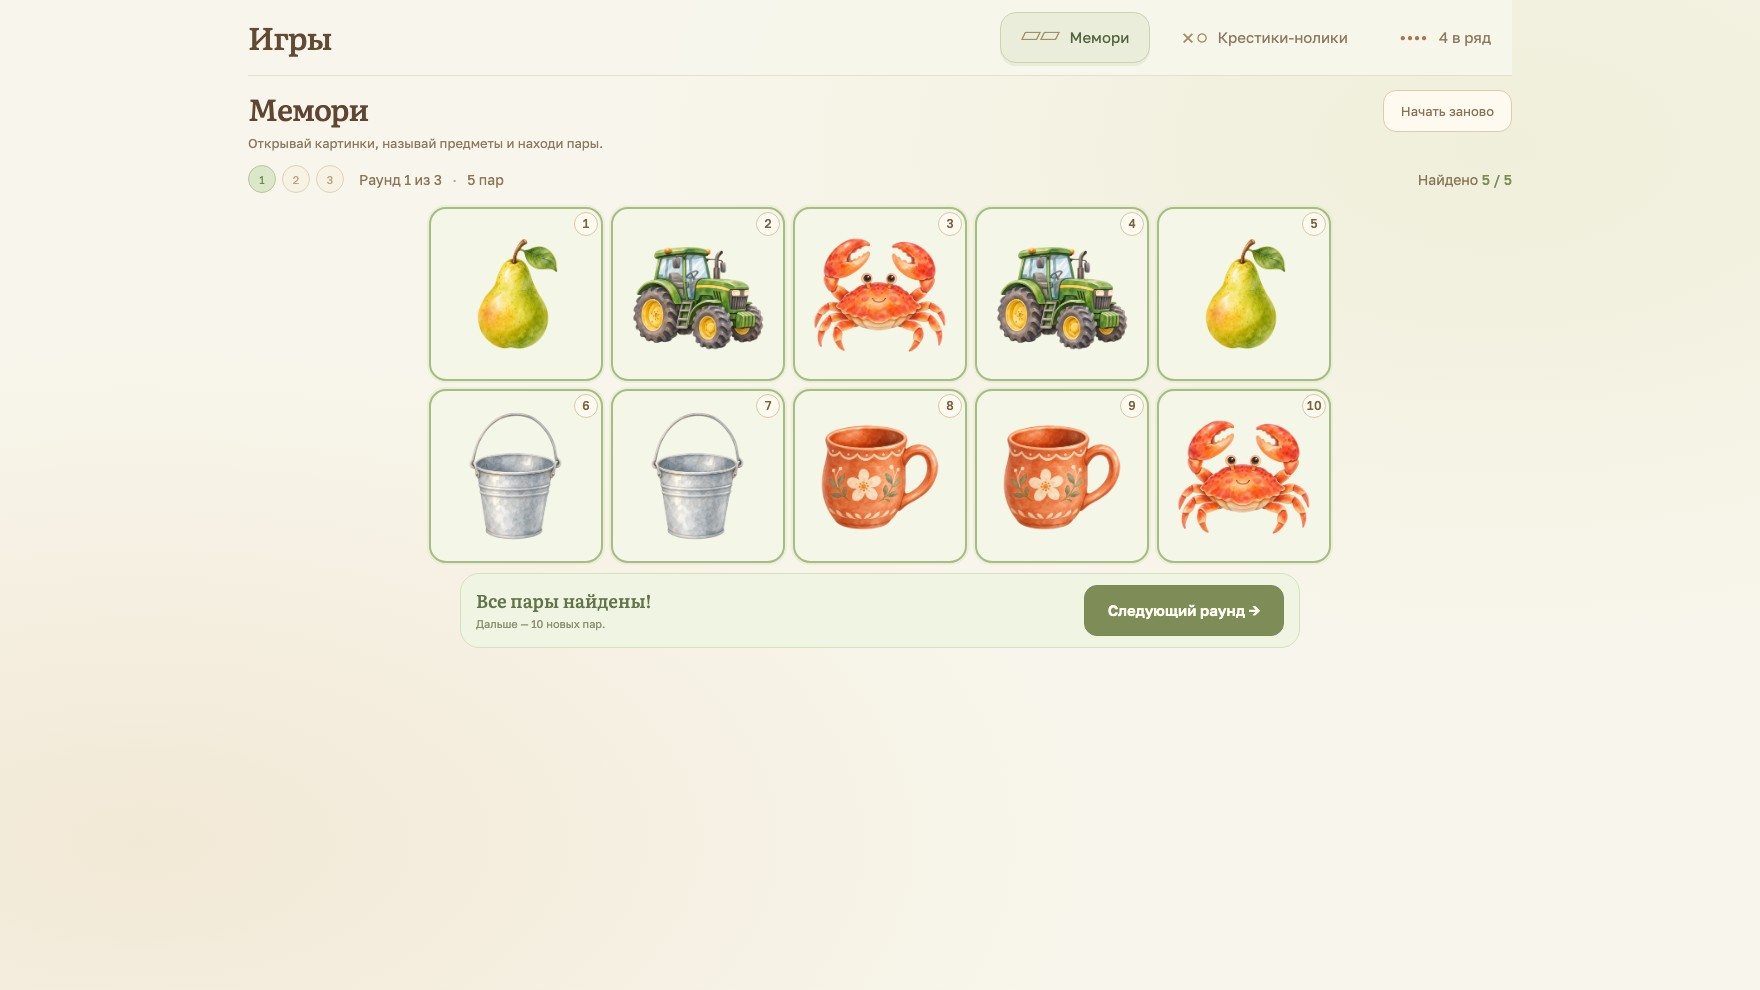 Игры
Мемори
Крестики-нолики
4 в ряд
Мемори
Начать заново
Открывай картинки, называй предметы и находи пары.
1 2 3 Раунд 1 из 3 · 5 пар
Найдено 5 / 5
1 2 3 4 5
6 7 8 9 10
Все пары найдены!
Дальше — 10 новых пар.
Следующий раунд →